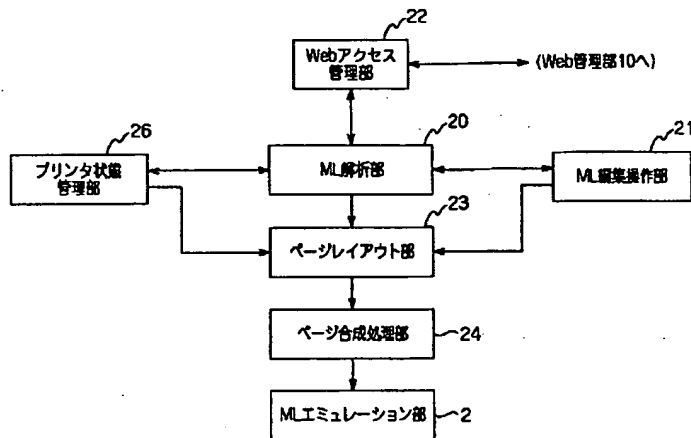 22
Webアクセス
管理部
(Web管理部10へ)
26
20
21
プリンタ状態
管理部
ML解析部
ML編集操作部
23
ページレイアウト部
ページ合成処理部
24
MLエミュレーション部
2